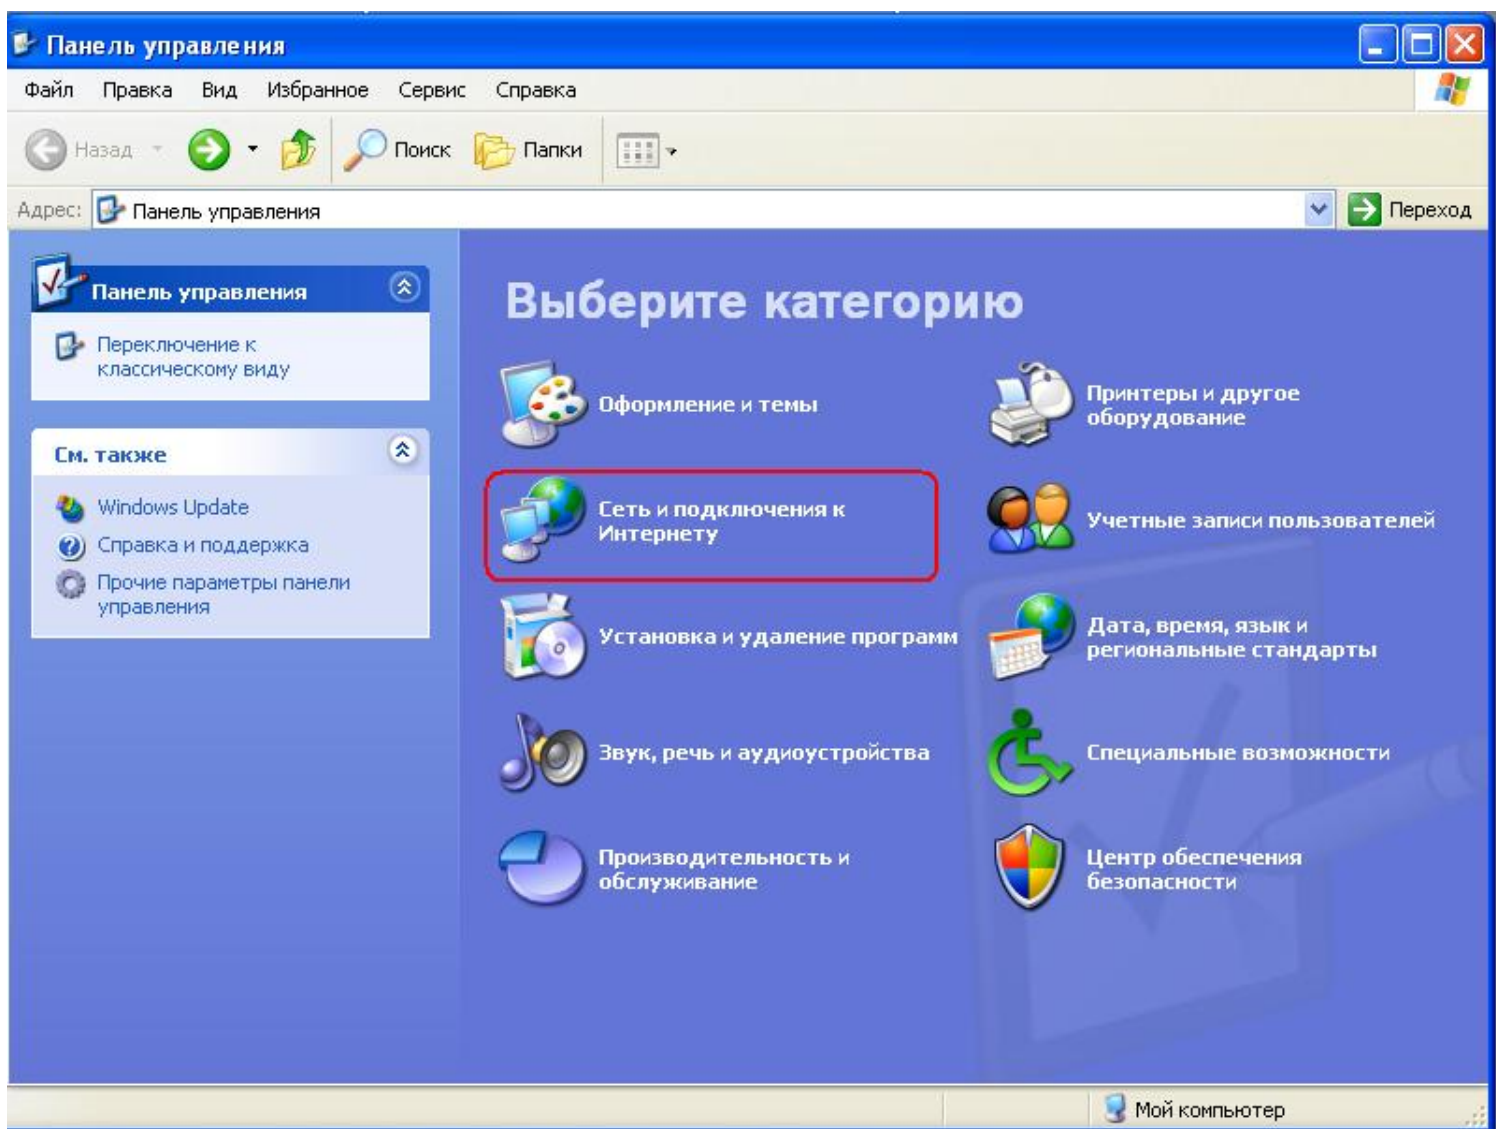 Панель управления
Файл Правка Вид Избранное Сервис Справка
Назад Поиск Папки
Адрес: Панель управления Переход
Панель управления
Переключение к
классическому виду
См. также
Windows Update
Справка и поддержка
Прочие параметры панели
управления
Выберите категорию
Оформление и темы
Принтеры и другое
оборудование
Сеть и подключения к
Интернету
Учетные записи пользователей
Установка и удаление программ
Дата, время, язык и
региональные стандарты
Звук, речь и аудиоустройства
Специальные возможности
Производительность и
обслуживание
Центр обеспечения
безопасности
Мой компьютер